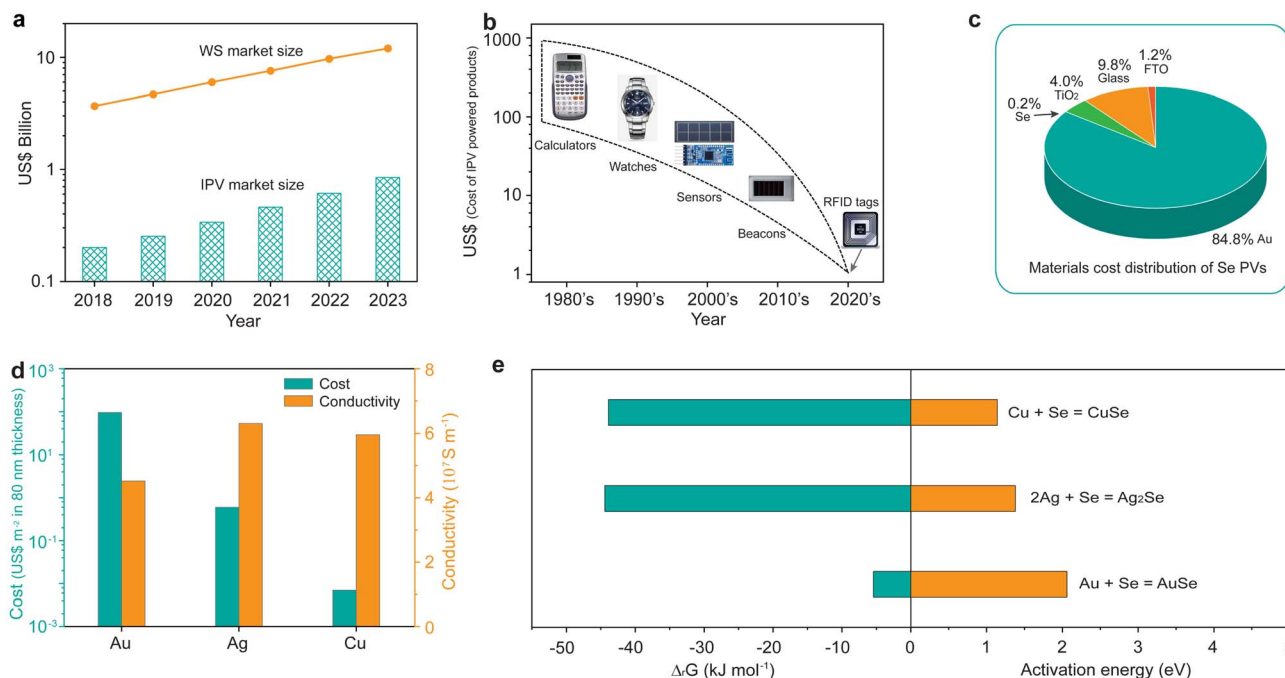 a
US$ Billion
10
1
0.1
WS market size
IPV market size
2018 2019 2020 2021 2022 2023
Year
b
US$ (Cost of IPV powered products)
1000
100
10
1
Calculators
Watches
Sensors
Beacons
RFID tags
1980's 1990's 2000's 2010's 2020's
Year
c
0.2%
Se
4.0%
TiO₂
9.8%
Glass
1.2%
FTO
84.8% Au
Materials cost distribution of Se PVs
d
Cost (US$ m⁻² in 80 nm thickness)
10³
10¹
10⁻¹
10⁻³
Cost
Conductivity
8
6
4
2
0
Conductivity (10⁷ S m⁻¹)
Au Ag Cu
e
Cu + Se = CuSe
2Ag + Se = Ag₂Se
Au + Se = AuSe
-50 -40 -30 -20 -10 0 1 2 3 4 5
ΔᵣG (kJ mol⁻¹) Activation energy (eV)